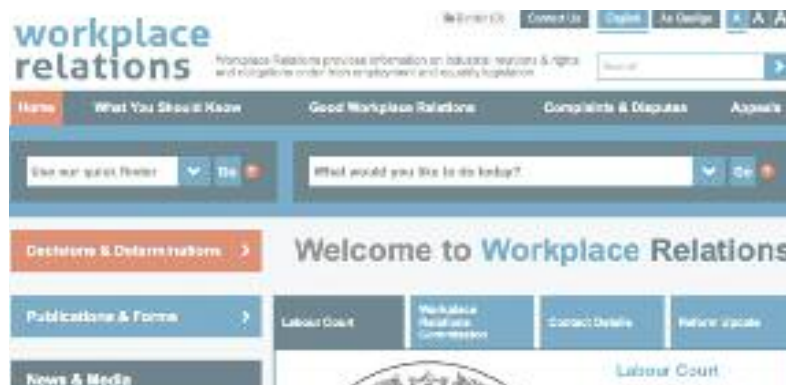 workplace
relations
Workplace Relations provides information on industrial relations & rights
and obligations under Irish employment and equality legislation
Contact Us
English
As Gaeilge
A A A
Search
Home
What You Should Know
Good Workplace Relations
Complaints & Disputes
Appeals
Use our quick finder
Go
What would you like to do today?
Go
Decisions & Determinations
Welcome to Workplace Relations
Publications & Forms
Labour Court
Workplace
Relations
Commission
Contact Details
Reform Update
News & Media
Labour Court